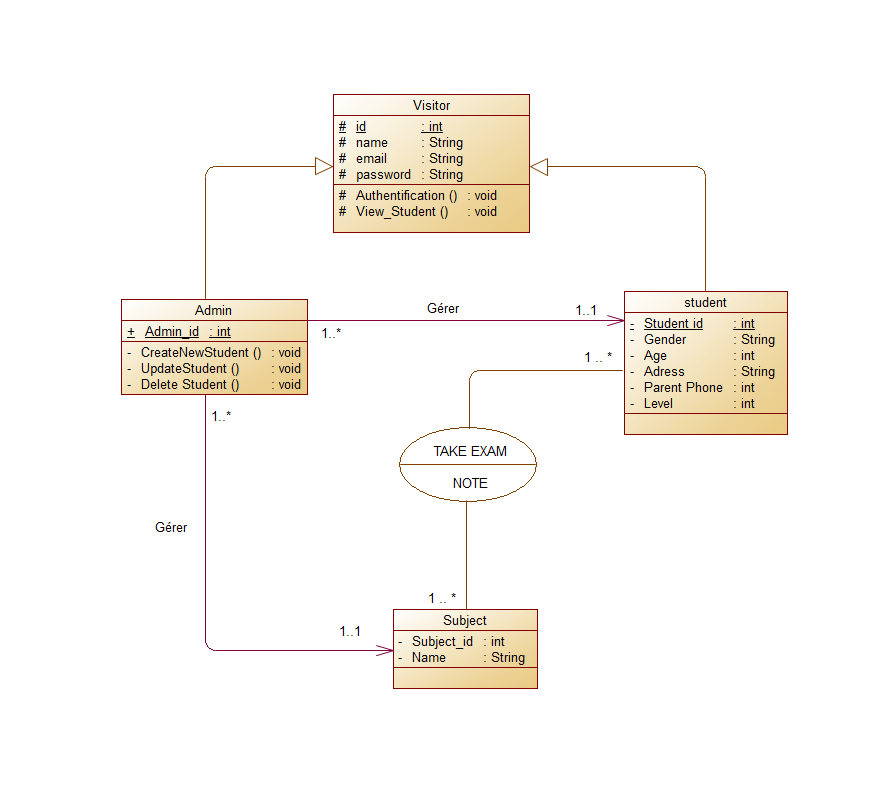 Visitor
# id : int
# name : String
# email : String
# password : String
# Authentification () : void
# View_Student () : void
Admin
+ Admin_id : int
- CreateNewStudent () : void
- UpdateStudent () : void
- Delete Student () : void
Gérer
1..*
1..1
student
- Student id : int
- Gender : String
- Age : int
- Adress : String
- Parent Phone : int
- Level : int
1 .. *
1..*
TAKE EXAM
NOTE
Gérer
1 .. *
1..1
Subject
- Subject_id : int
- Name : String